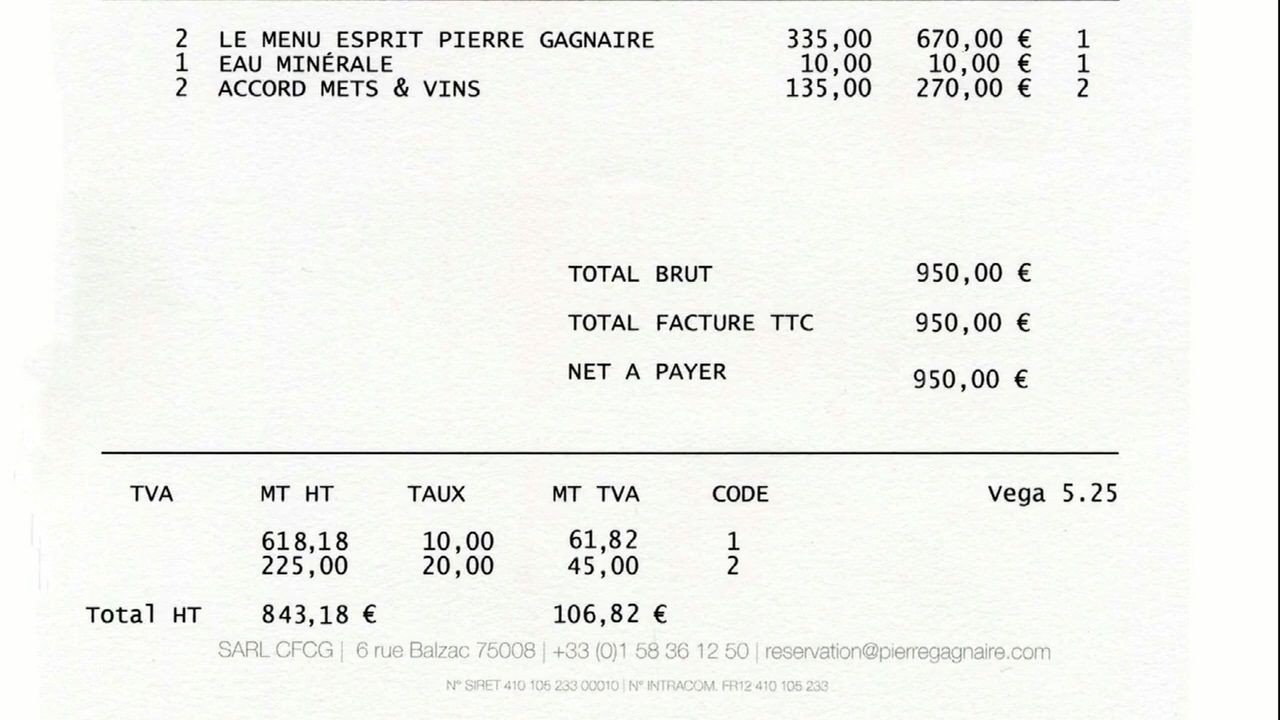 2 LE MENU ESPRIT PIERRE GAGNAIRE 335,00 670,00 € 1
1 EAU MINÉRALE 10,00 10,00 € 1
2 ACCORD METS & VINS 135,00 270,00 € 2
TOTAL BRUT 950,00 €
TOTAL FACTURE TTC 950,00 €
NET A PAYER 950,00 €
TVA MT HT TAUX MT TVA CODE Vega 5.25
618,18 10,00 61,82 1
225,00 20,00 45,00 2
Total HT 843,18 € 106,82 €
SARL CFCG | 6 rue Balzac 75008 | +33 (0)1 58 36 12 50 | reservation@pierregagnaire.com
N° SIRET 410 105 233 00010 | N° INTRACOM. FR12 410 105 233